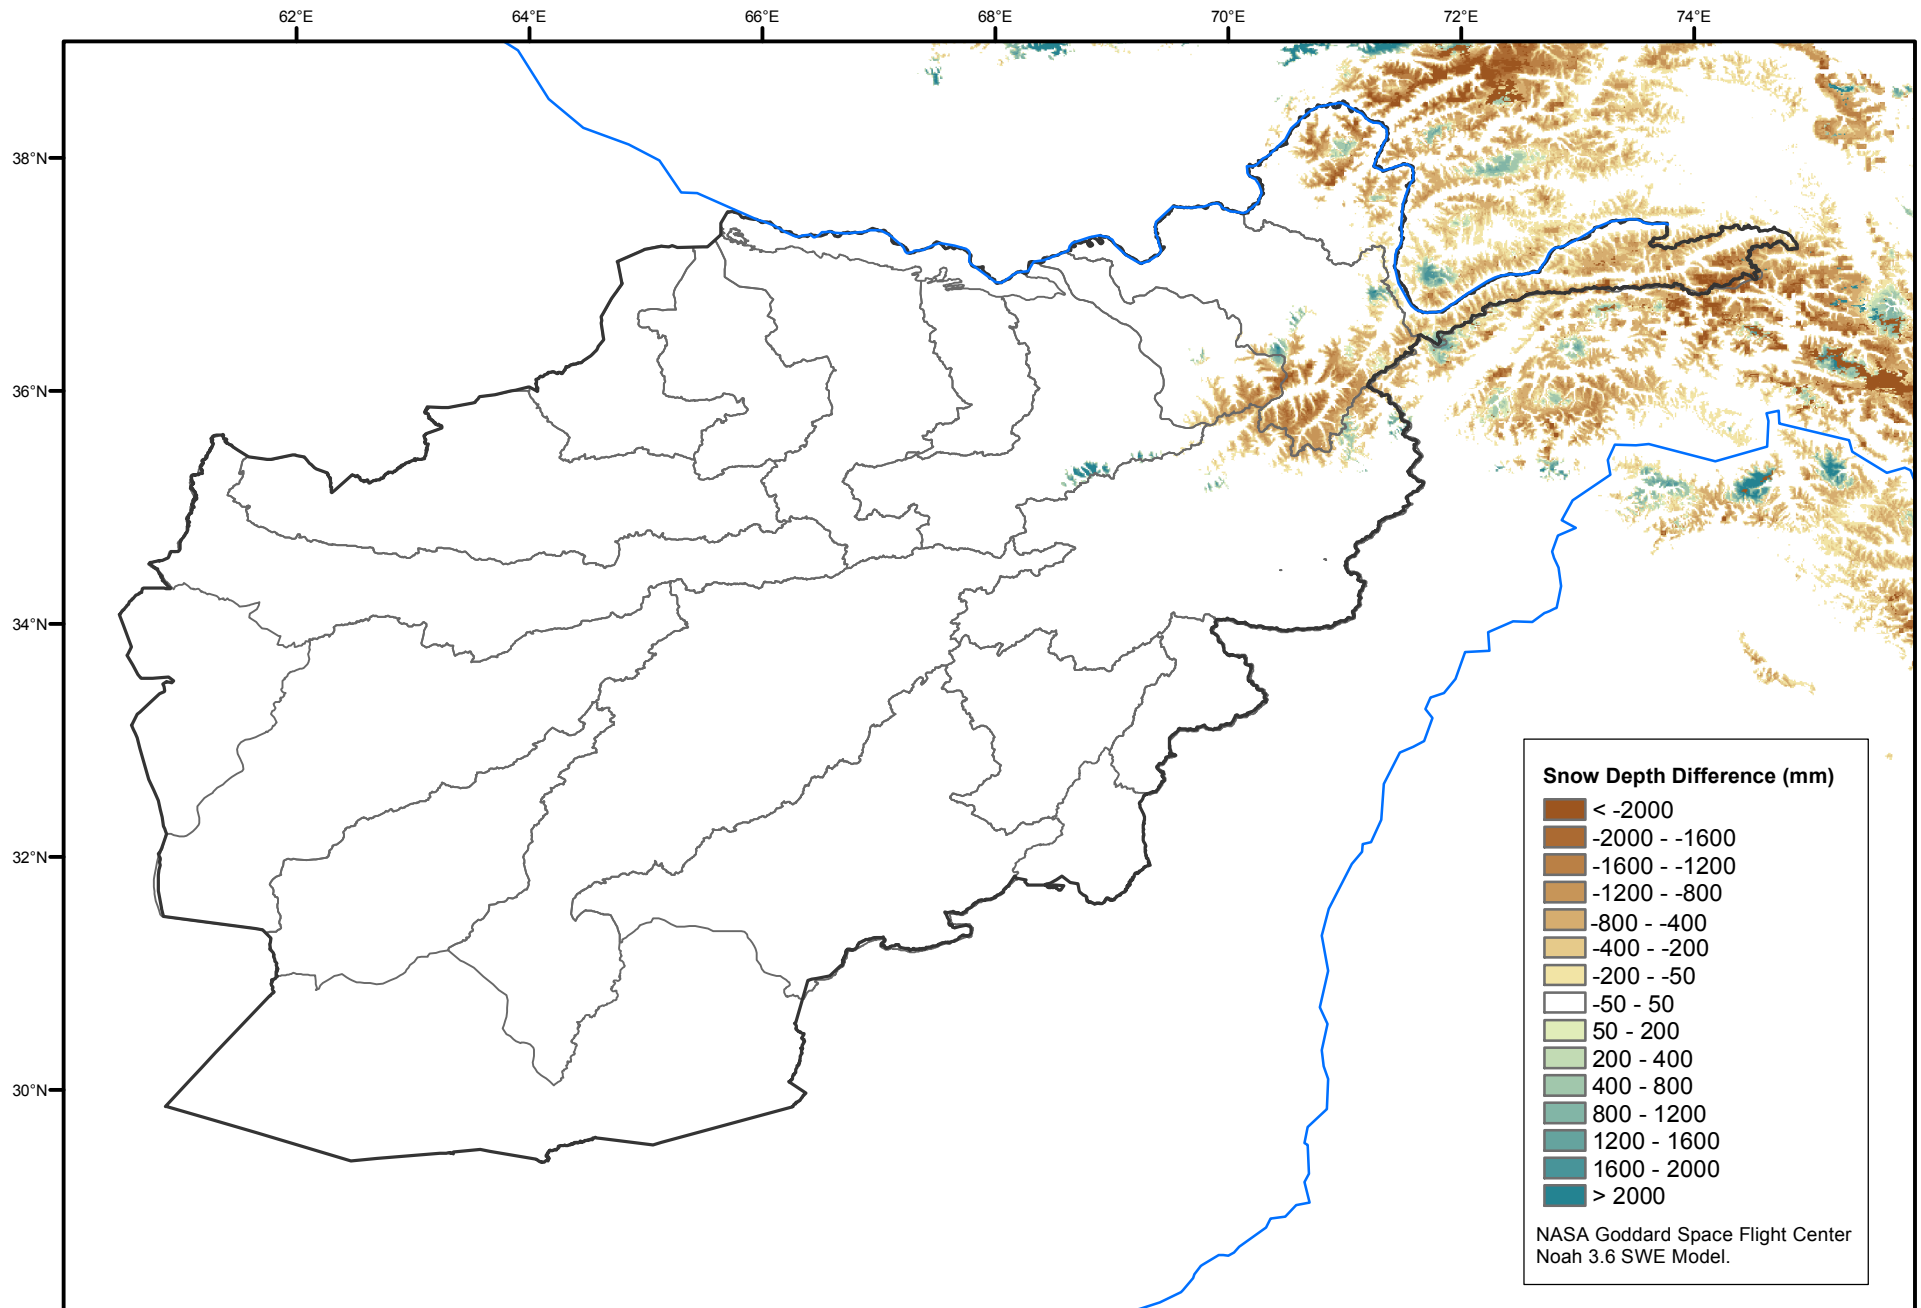 62°E 64°E 66°E 68°E 70°E 72°E 74°E
38°N
36°N
34°N
32°N
30°N
Snow Depth Difference (mm)
< -2000
-2000 - -1600
-1600 - -1200
-1200 - -800
-800 - -400
-400 - -200
-200 - -50
-50 - 50
50 - 200
200 - 400
400 - 800
800 - 1200
1200 - 1600
1600 - 2000
> 2000
NASA Goddard Space Flight Center
Noah 3.6 SWE Model.